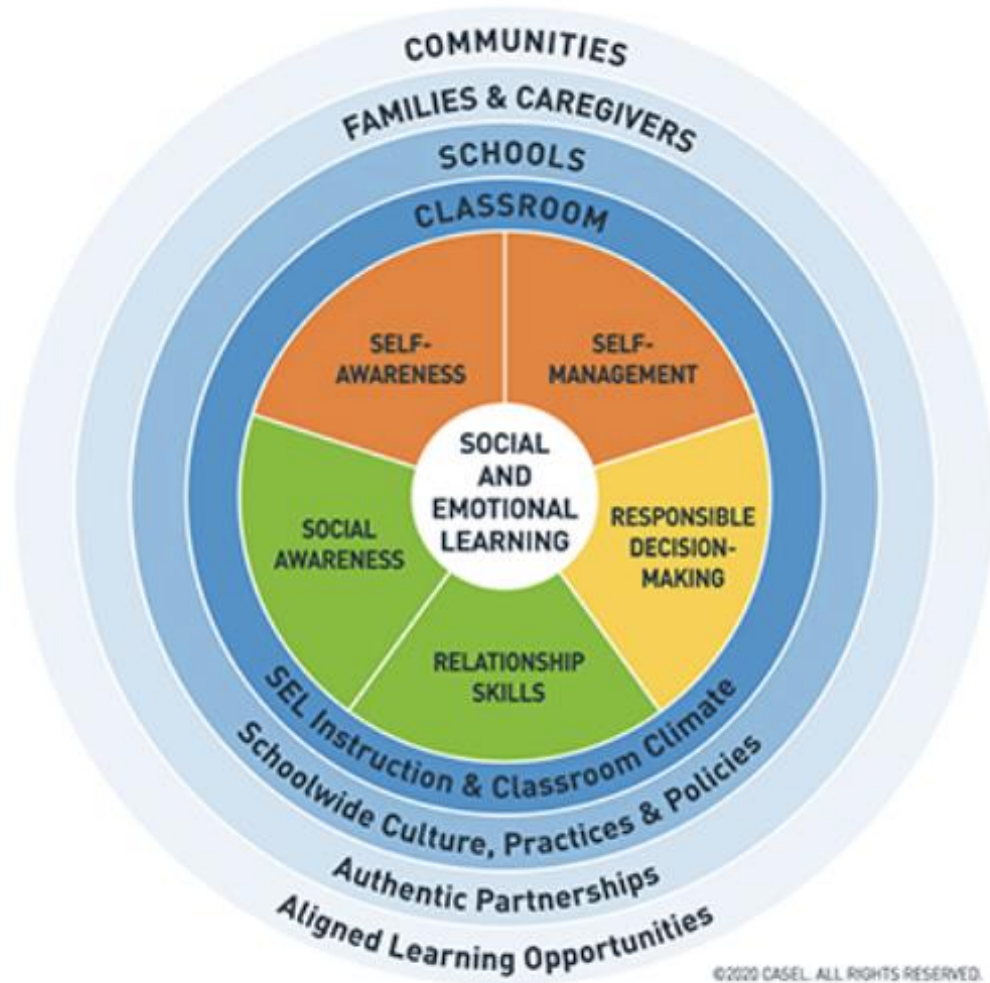 COMMUNITIES
FAMILIES & CAREGIVERS
SCHOOLS
CLASSROOM
SELF-
AWARENESS
SELF-
MANAGEMENT
SOCIAL
AND
EMOTIONAL
LEARNING
SOCIAL
AWARENESS
RESPONSIBLE
DECISION-
MAKING
RELATIONSHIP
SKILLS
SEL Instruction & Classroom Climate
Schoolwide Culture, Practices & Policies
Authentic Partnerships
Aligned Learning Opportunities
©2020 CASEL. ALL RIGHTS RESERVED.